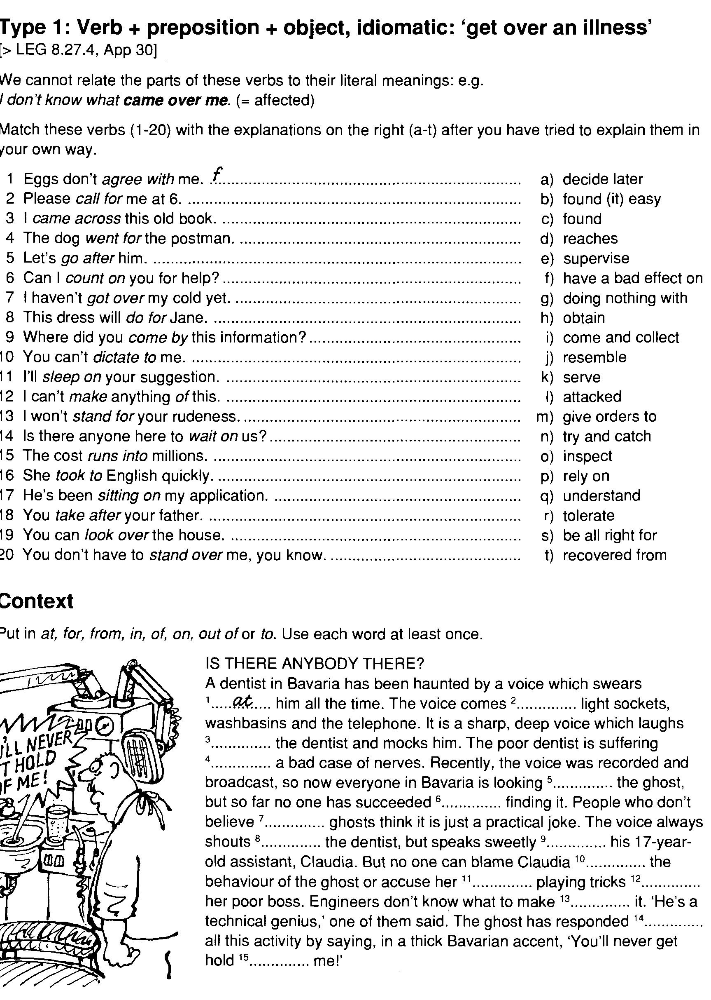 Type 1: Verb + preposition + object, idiomatic: ‘get over an illness’
[> LEG 8.27.4, App 30]
We cannot relate the parts of these verbs to their literal meanings: e.g.
I don't know what came over me. (= affected)
Match these verbs (1-20) with the explanations on the right (a-t) after you have tried to explain them in
your own way.
1 Eggs don't agree with me. f............ a) decide later
2 Please call for me at 6. ............ b) found (it) easy
3 I came across this old book. ............ c) found
4 The dog went for the postman. ............ d) reaches
5 Let's go after him. ............ e) supervise
6 Can I count on you for help? ............ f) have a bad effect on
7 I haven't got over my cold yet. ............ g) doing nothing with
8 This dress will do for Jane. ............ h) obtain
9 Where did you come by this information? ............ i) come and collect
10 You can't dictate to me. ............ j) resemble
11 I'll sleep on your suggestion. ............ k) serve
12 I can't make anything of this. ............ l) attacked
13 I won't stand for your rudeness. ............ m) give orders to
14 Is there anyone here to wait on us? ............ n) try and catch
15 The cost runs into millions. ............ o) inspect
16 She took to English quickly. ............ p) rely on
17 He's been sitting on my application. ............ q) understand
18 You take after your father. ............ r) tolerate
19 You can look over the house. ............ s) be all right for
20 You don't have to stand over me, you know. ............ t) recovered from
Context
Put in at, for, from, in, of, on, out of or to. Use each word at least once.
IS THERE ANYBODY THERE?
A dentist in Bavaria has been haunted by a voice which swears
1.....at..... him all the time. The voice comes 2.............. light sockets,
washbasins and the telephone. It is a sharp, deep voice which laughs
3.............. the dentist and mocks him. The poor dentist is suffering
4.............. a bad case of nerves. Recently, the voice was recorded and
broadcast, so now everyone in Bavaria is looking 5.............. the ghost,
but so far no one has succeeded 6.............. finding it. People who don't
believe 7.............. ghosts think it is just a practical joke. The voice always
shouts 8.............. the dentist, but speaks sweetly 9.............. his 17-year-
old assistant, Claudia. But no one can blame Claudia 10.............. the
behaviour of the ghost or accuse her 11.............. playing tricks 12..............
her poor boss. Engineers don't know what to make 13.............. it. ‘He's a
technical genius,’ one of them said. The ghost has responded 14..............
all this activity by saying, in a thick Bavarian accent, ‘You'll never get
hold 15.............. me!’
'LL NEVER
T HOLD
F ME!